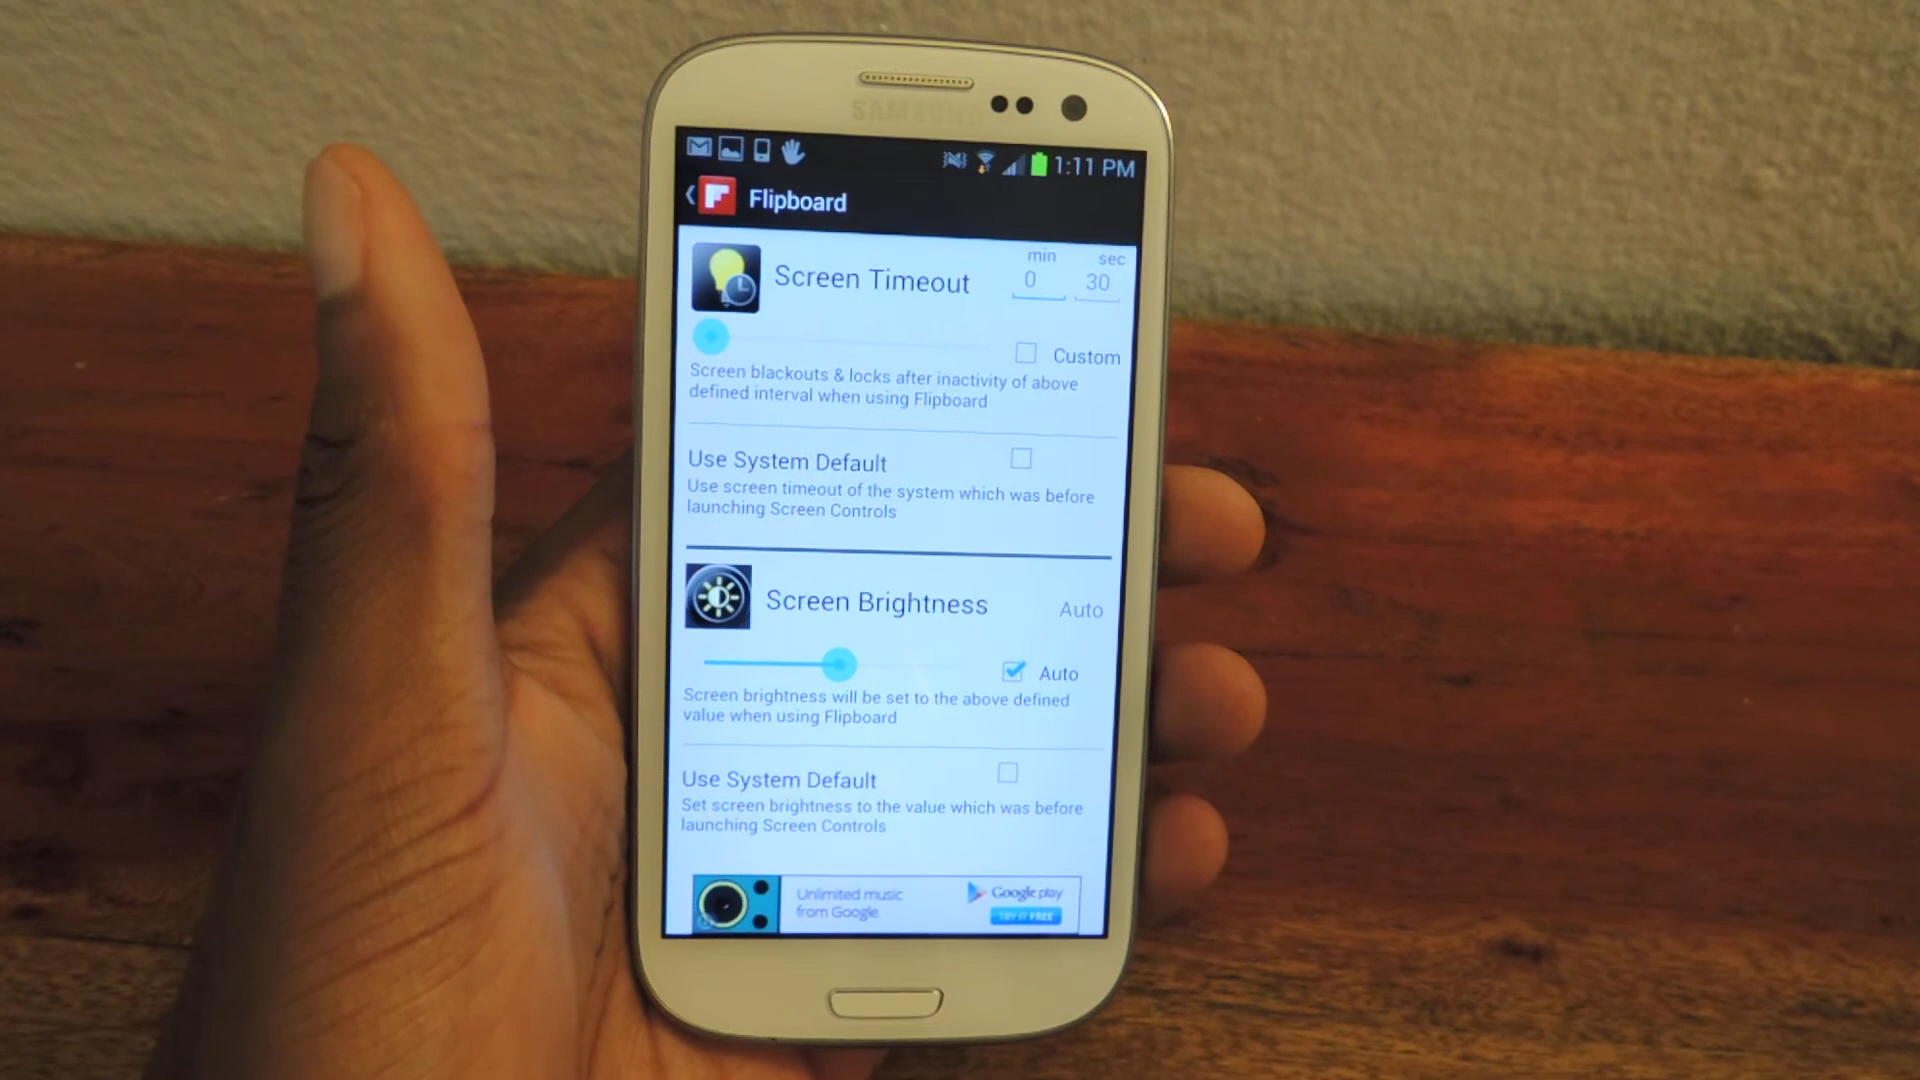 SAMSUNG
1:11 PM
Flipboard
Screen Timeout
min sec
0 30
Custom
Screen blackouts & locks after inactivity of above
defined interval when using Flipboard
Use System Default
Use screen timeout of the system which was before
launching Screen Controls
Screen Brightness Auto
Auto
Screen brightness will be set to the above defined
value when using Flipboard
Use System Default
Set screen brightness to the value which was before
launching Screen Controls
Unlimited music
from Google.
Google play
TRY IT FREE